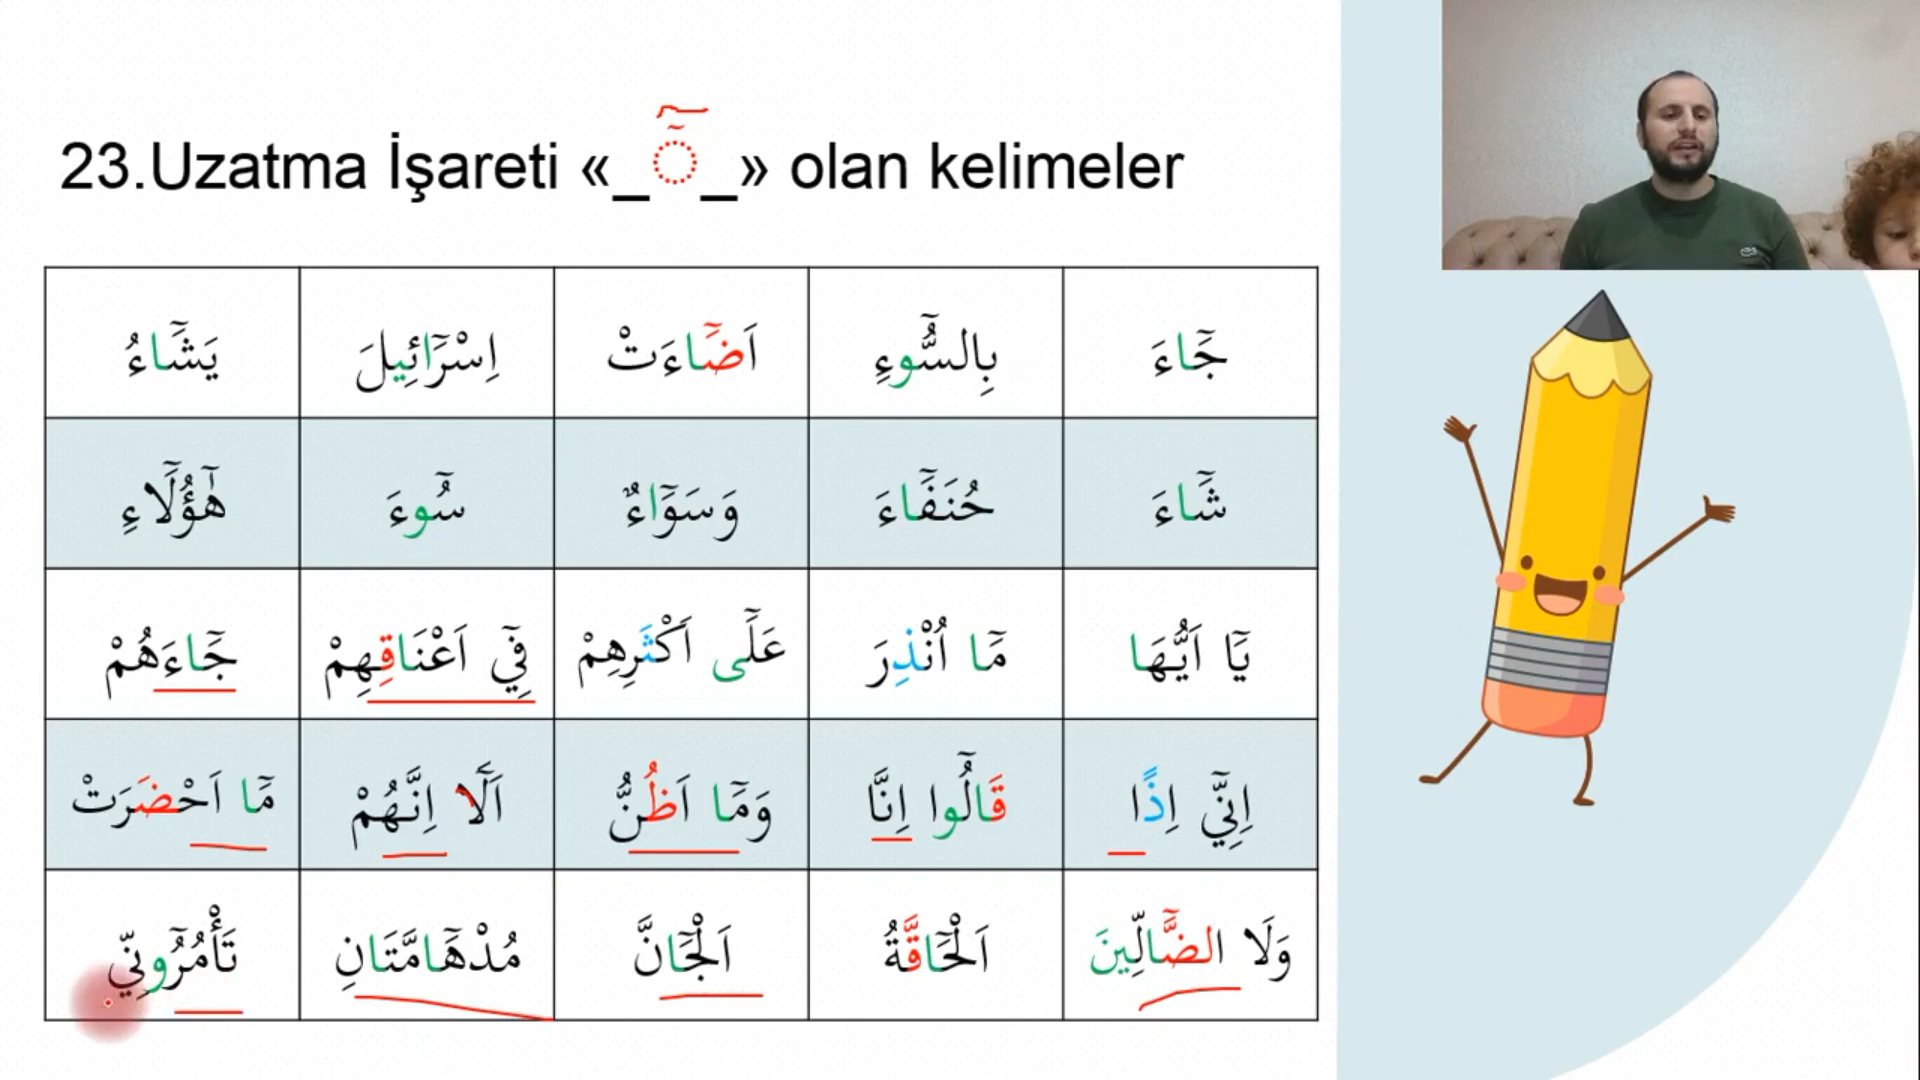 23.Uzatma İşareti «_ ٓ _» olan kelimeler
جَٓاءَ بِالسُّٓوءِ اَضَٓاءَتْ اِسْرَٓائِيلَ يَشَٓاءُ
شَٓاءَ حُنَفَٓاءَ وَسَوَٓاءٌ سُٓوءَ هٰٓؤُلَٓاءِ
يَٓا اَيُّهَا مَٓا اُنْذِرَ عَلٰٓى اَكْثَرِهِمْ فِٓي اَعْنَاقِهِمْ جَٓاءَهُمْ
اِنِّٓي اِذًا قَالُٓوا اِنَّا وَمَٓا اَظُنُّ اَلَٓا اِنَّهُمْ مَٓا اَحْضَرَتْ
وَلَا الضَّٓالِّينَ اَلْحَٓاقَّةُ اَلْجَٓانَّ مُدْهَٓامَّتَانِ تَأْمُرُٓونِّي